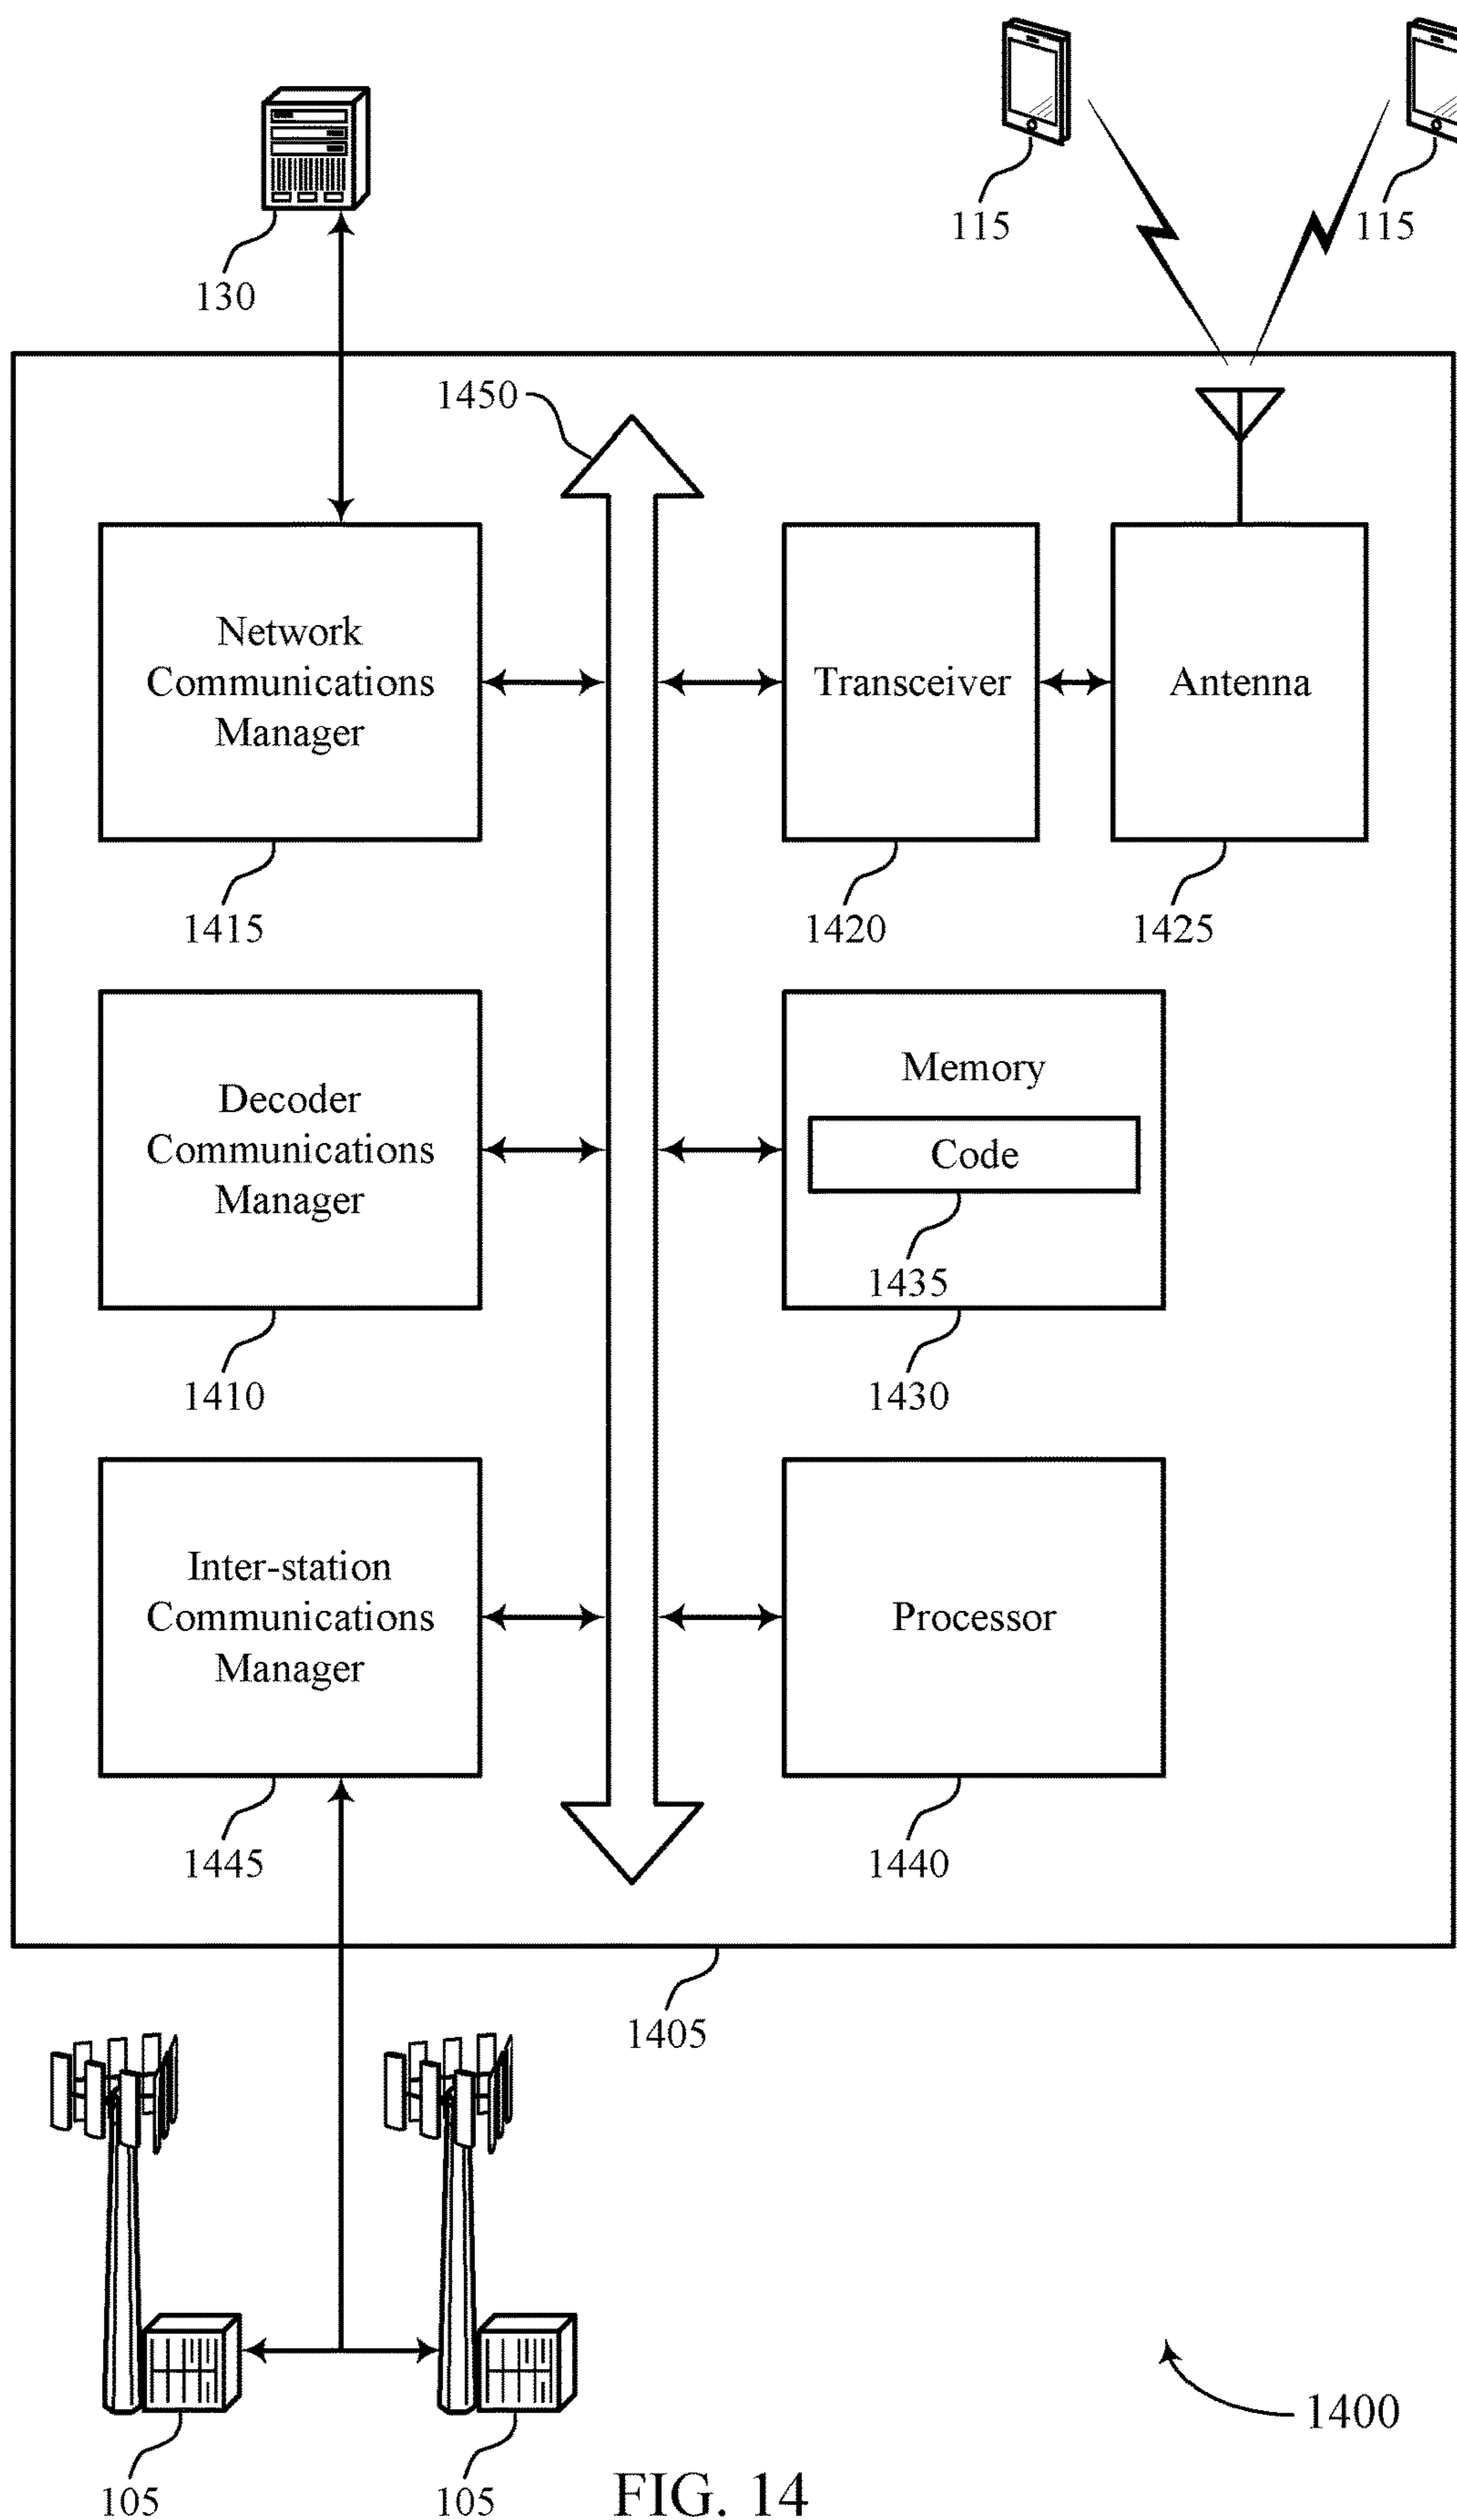 115
115
130
1450
Network
Communications
Manager
Transceiver
Antenna
1415
1420
1425
Decoder
Communications
Manager
Memory
Code
1435
1410
1430
Inter-station
Communications
Manager
Processor
1445
1440
1405
1400
105
105
FIG. 14